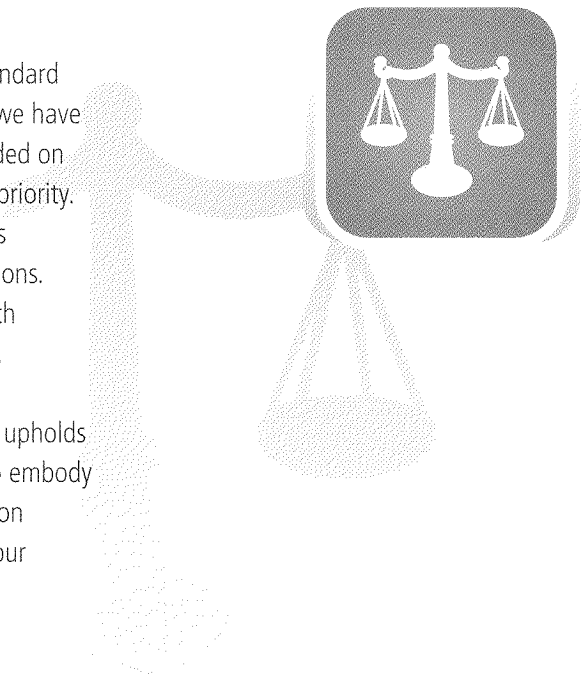 ndard
we have
ded on
priority.
s
ons.
th
upholds
embody
on
our